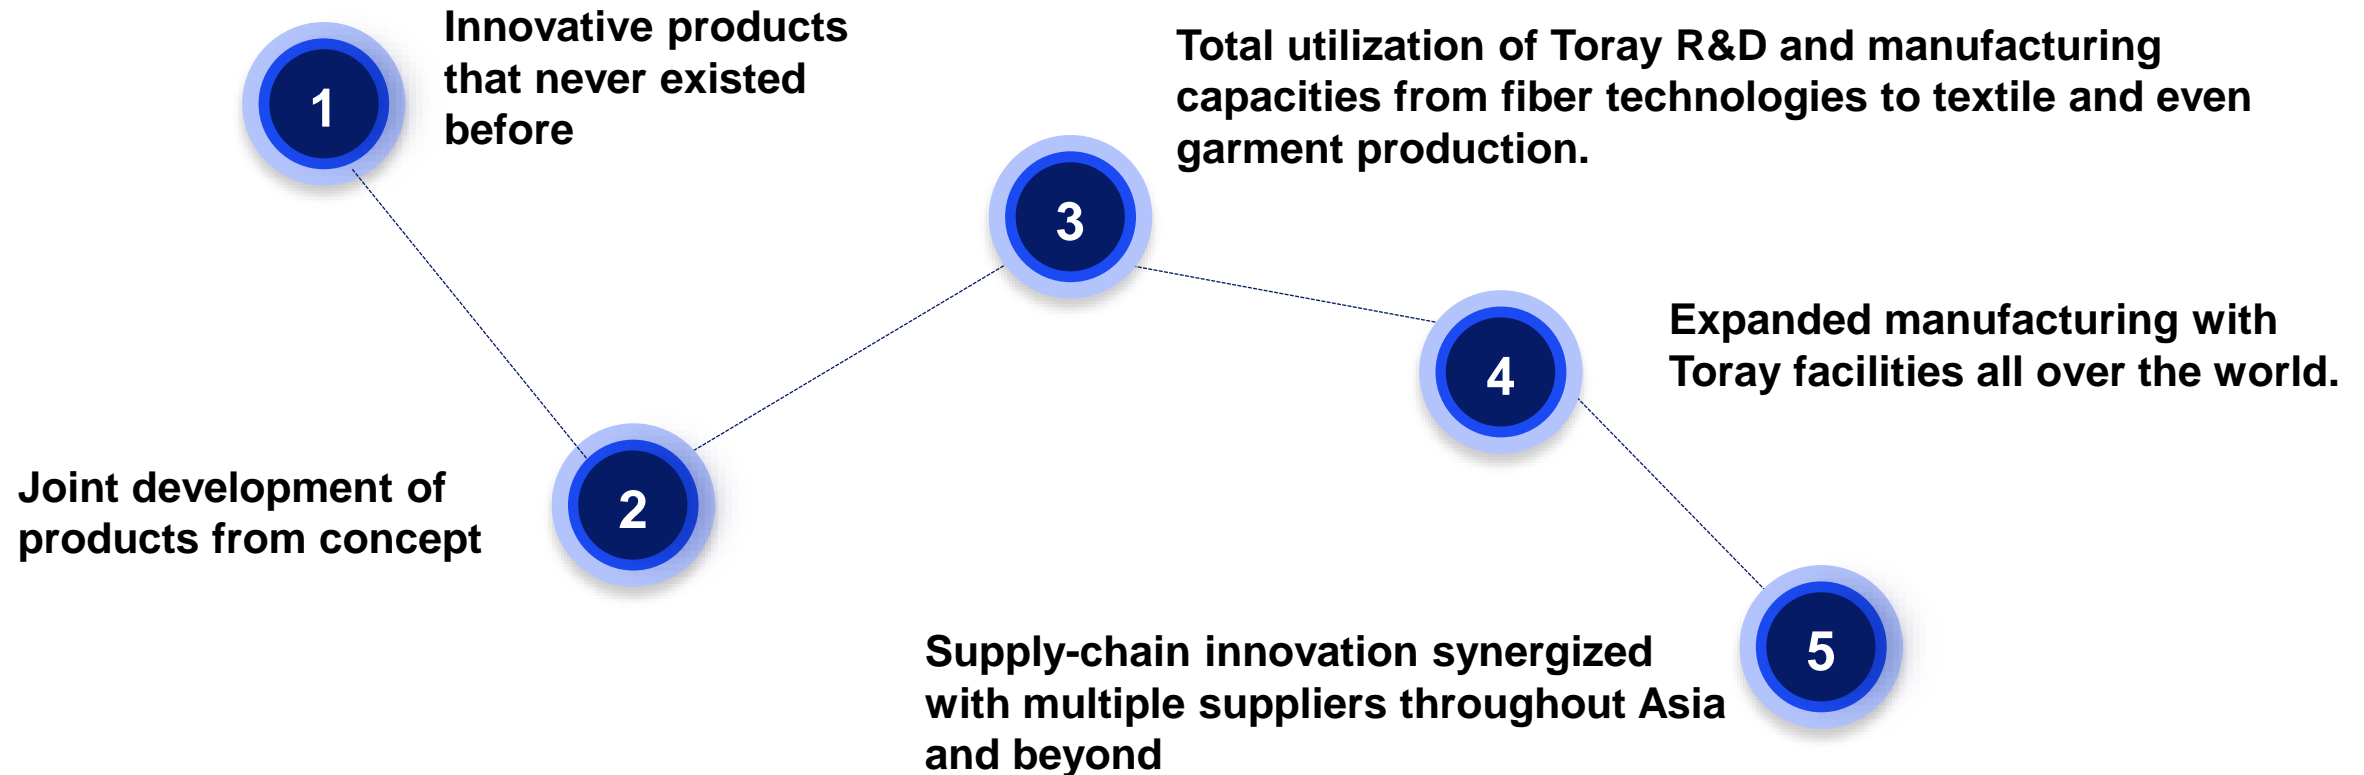 1
Innovative products
that never existed
before
2
Joint development of
products from concept
3
Total utilization of Toray R&D and manufacturing
capacities from fiber technologies to textile and even
garment production.
4
Expanded manufacturing with
Toray facilities all over the world.
5
Supply-chain innovation synergized
with multiple suppliers throughout Asia
and beyond